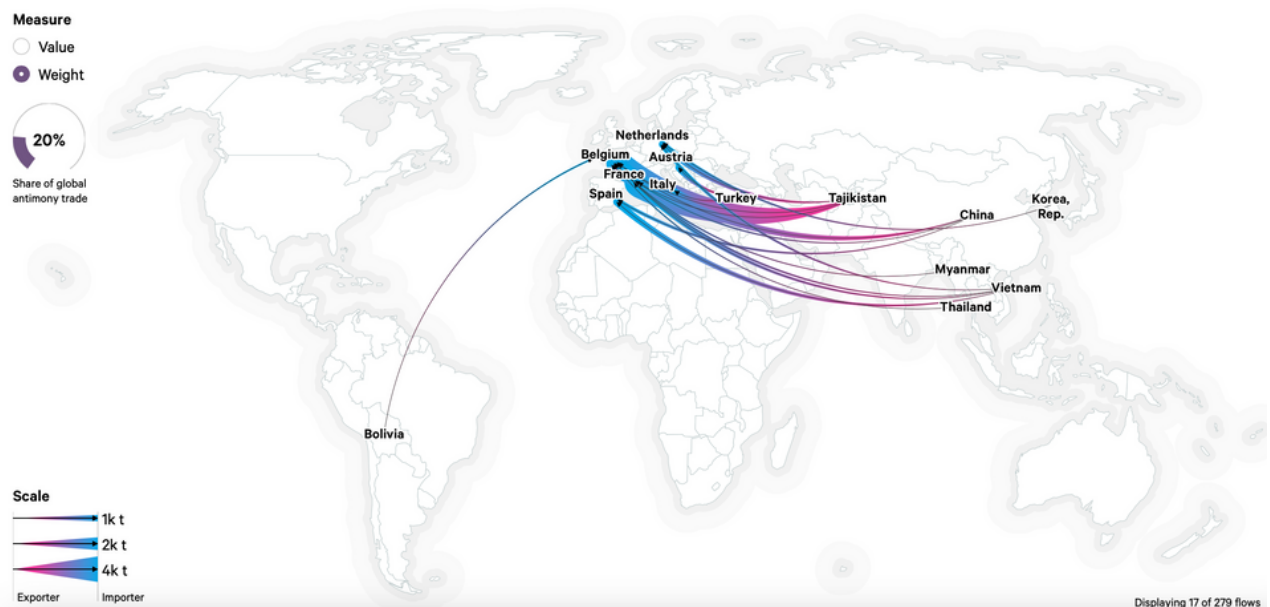 Measure
Value
Weight
20%
Share of global
antimony trade
Netherlands
Belgium
Austria
France
Italy
Spain
Turkey
Tajikistan
Korea,
Rep.
China
Myanmar
Vietnam
Thailand
Bolivia
Scale
1k t
2k t
4k t
Exporter
Importer
Displaying 17 of 279 flows